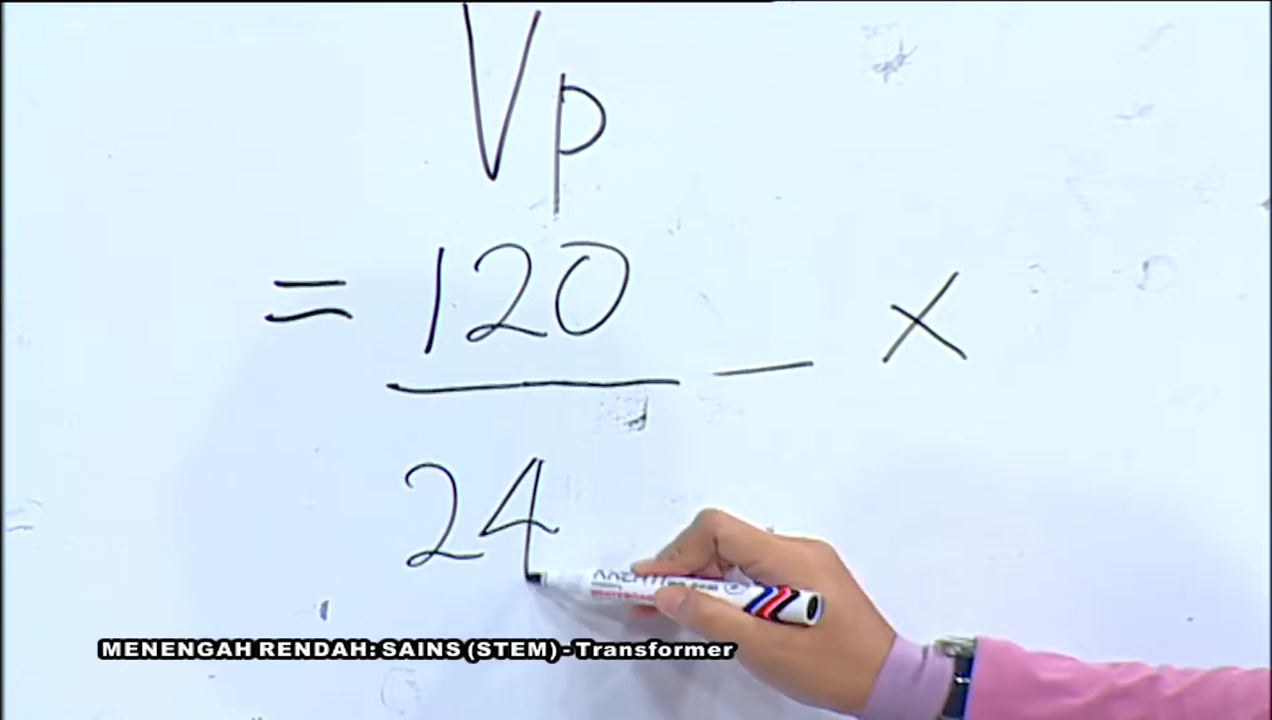 Vp
= 120 — ×
24
MENENGAH RENDAH: SAINS (STEM) - Transformer